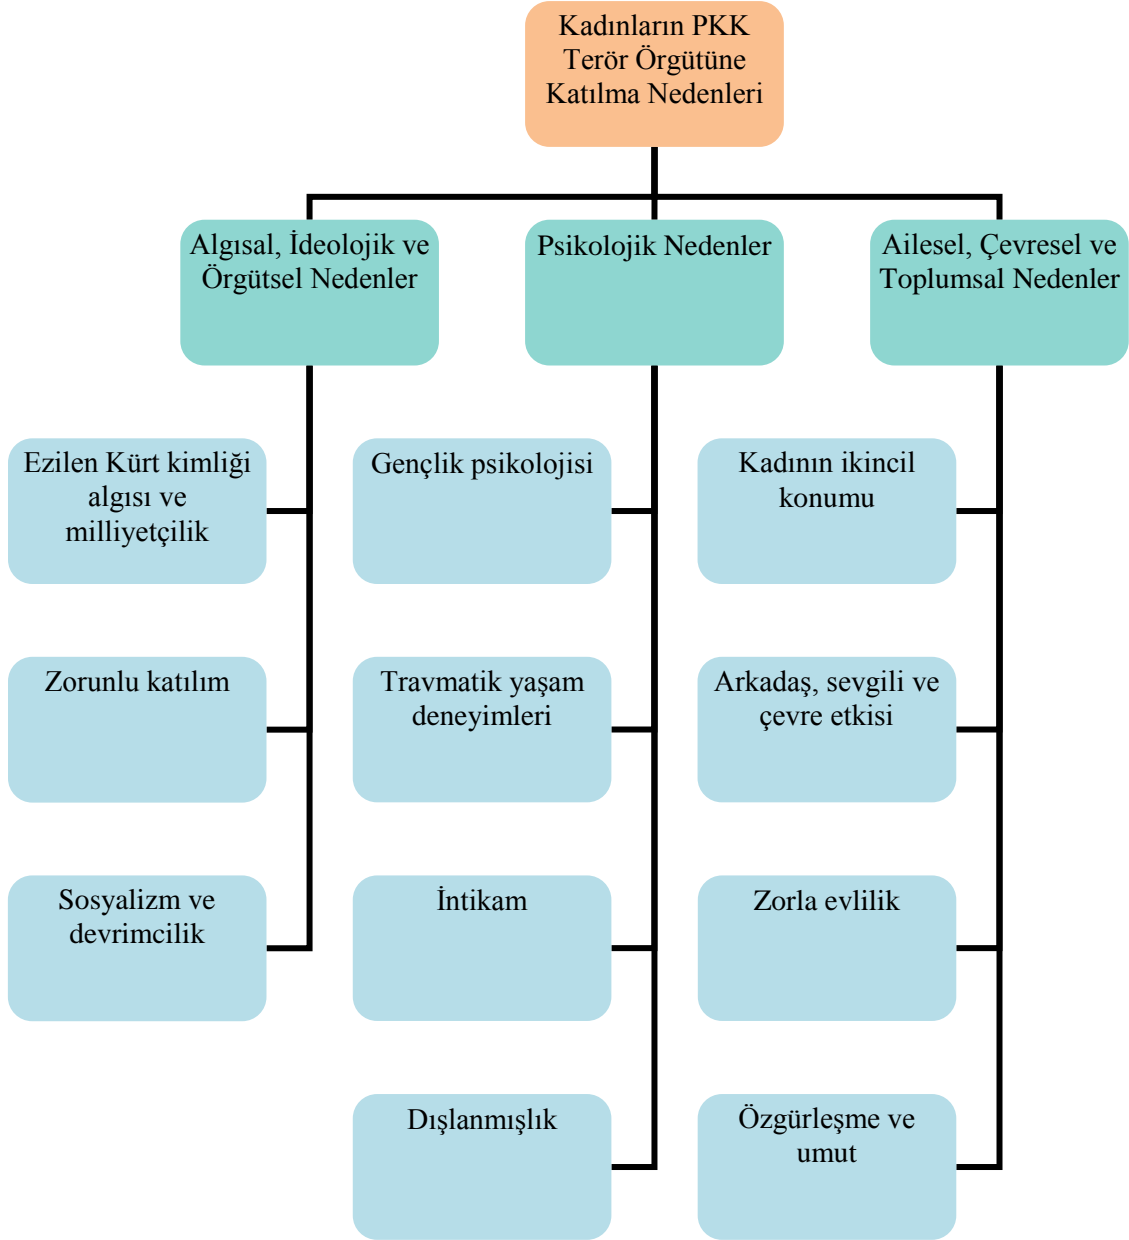 Kadınların PKK
Terör Örgütüne
Katılma Nedenleri
Algısal, İdeolojik ve
Örgütsel Nedenler
Psikolojik Nedenler
Ailesel, Çevresel ve
Toplumsal Nedenler
Ezilen Kürt kimliği
algısı ve
milliyetçilik
Gençlik psikolojisi
Kadının ikincil
konumu
Zorunlu katılım
Travmatik yaşam
deneyimleri
Arkadaş, sevgili ve
çevre etkisi
Sosyalizm ve
devrimcilik
İntikam
Zorla evlilik
Dışlanmışlık
Özgürleşme ve
umut